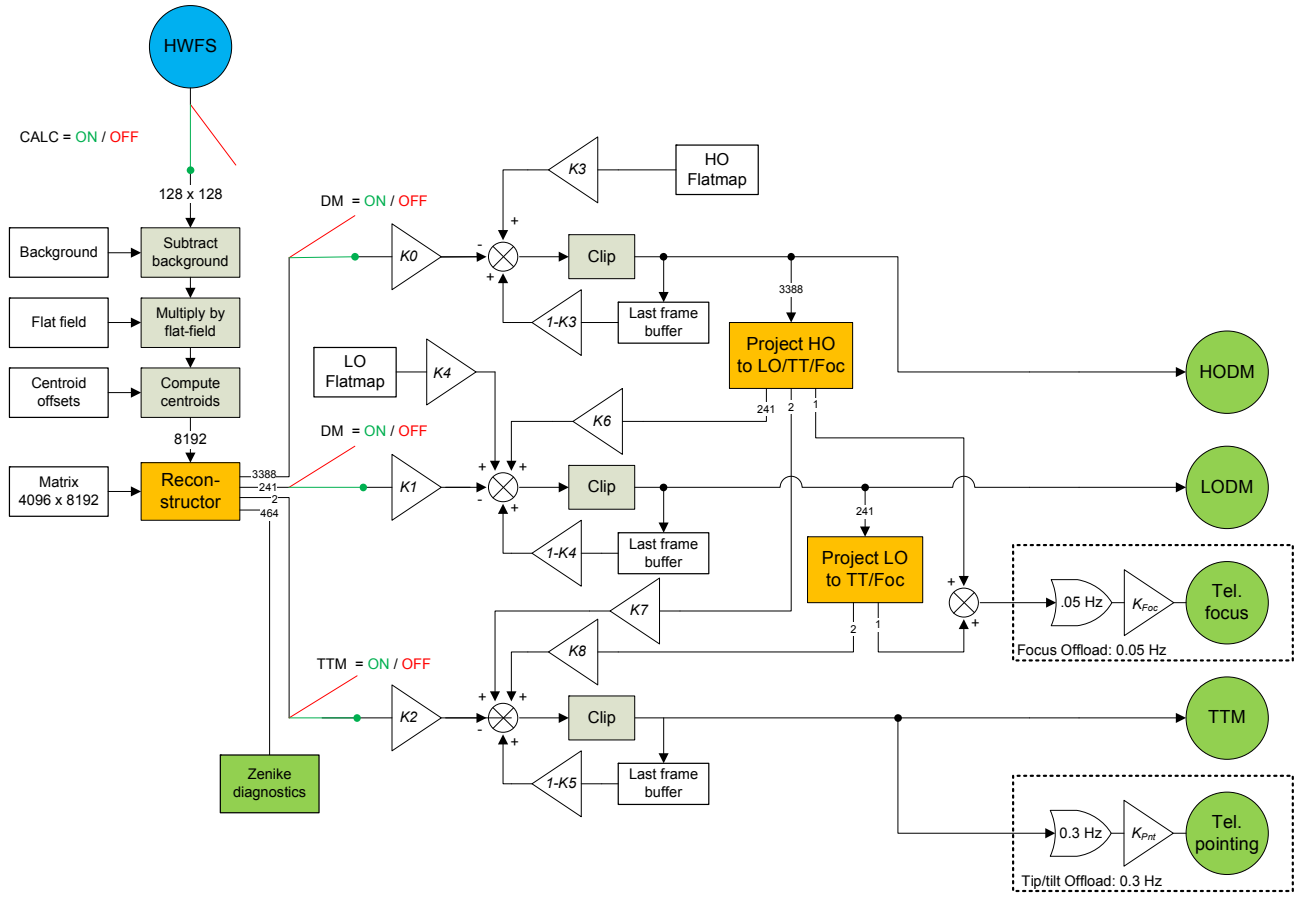 HWFS
CALC = ON / OFF
128 x 128
Background
Subtract
background
Flat field
Multiply by
flat-field
Centroid
offsets
Compute
centroids
8192
Matrix
4096 x 8192
Recon-
structor
3388
241
2
464
Zenike
diagnostics
DM = ON / OFF
K0
-
+
+
K3
HO
Flatmap
Clip
1-K3
Last frame
buffer
3388
Project HO
to LO/TT/Foc
241
2
1
HODM
LO
Flatmap
K4
K6
DM = ON / OFF
K1
+
+
-
+
Clip
1-K4
Last frame
buffer
241
Project LO
to TT/Foc
2
1
LODM
+
+
.05 Hz
KFoc
Tel.
focus
Focus Offload: 0.05 Hz
K7
K8
TTM = ON / OFF
K2
+
+
-
+
Clip
1-K5
Last frame
buffer
TTM
0.3 Hz
KPnt
Tel.
pointing
Tip/tilt Offload: 0.3 Hz